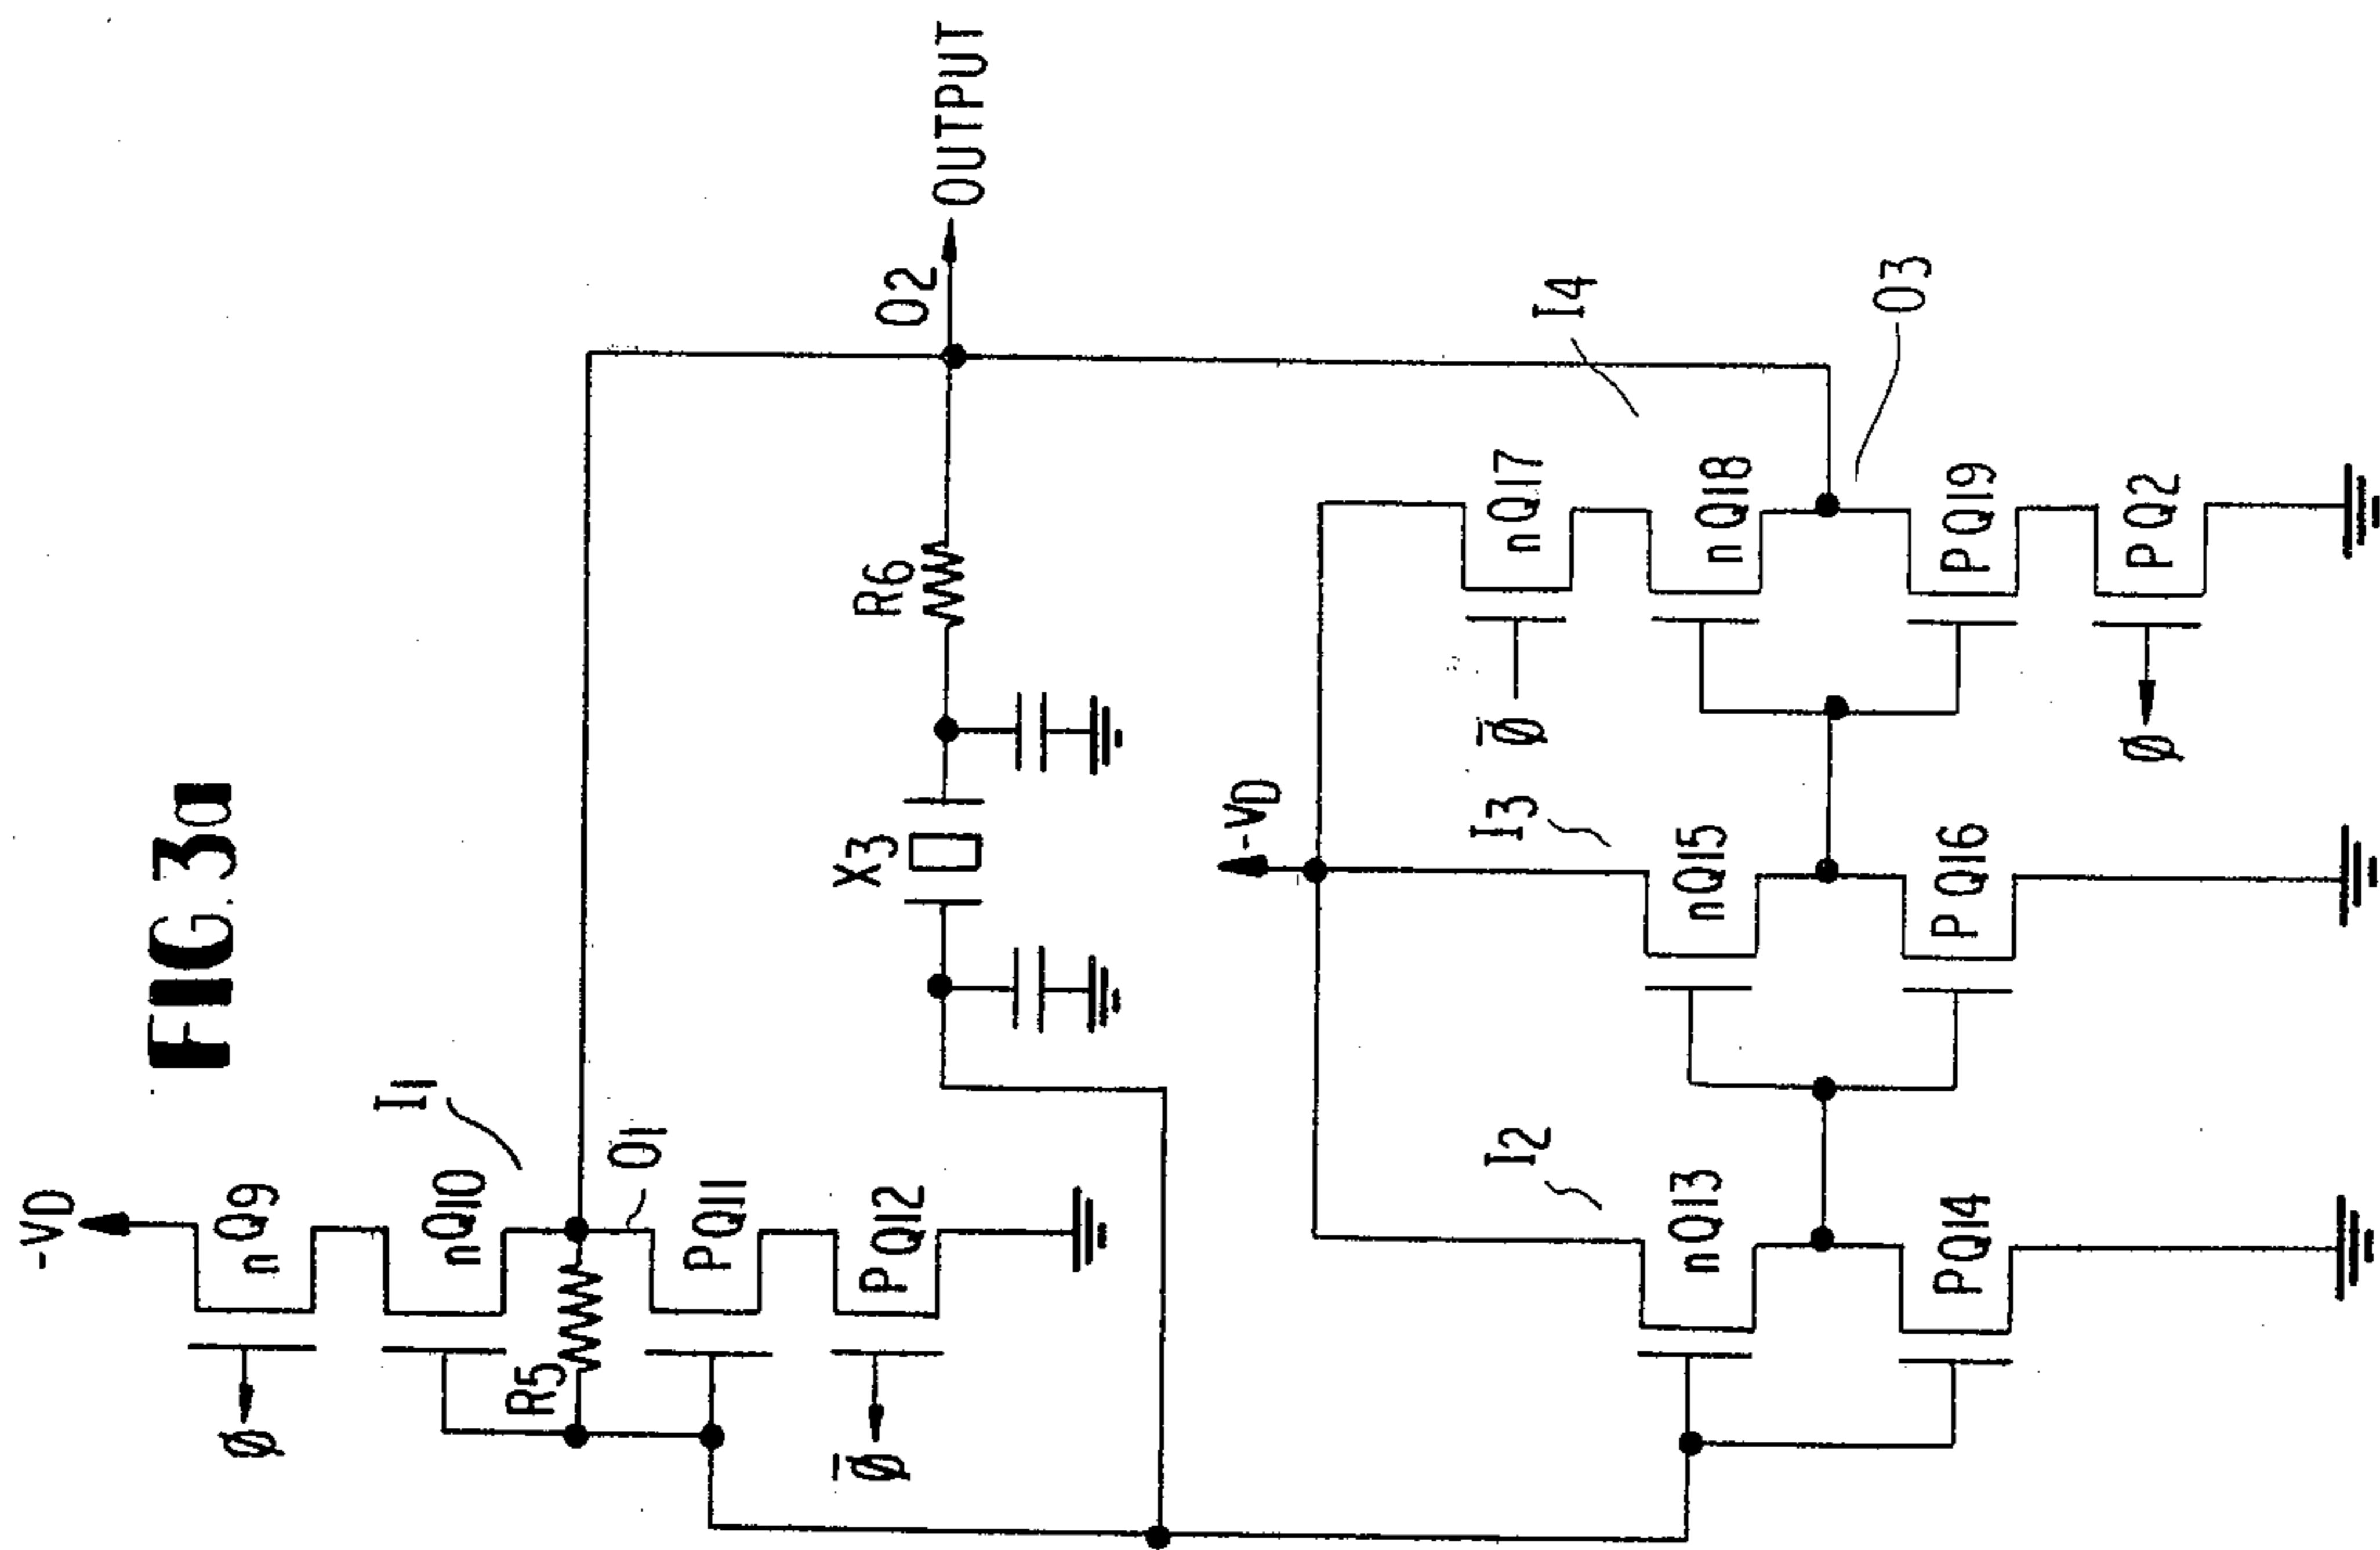 FIG. 3a
-VD
nQ9
Ø
I1
nQ10
R5
O1
PQ11
PQ12
Ø̅
X3
R6
O2
OUTPUT
-VD
I2
nQ13
PQ14
I3
nQ15
PQ16
I4
nQ17
Ø̅
nQ18
O3
PQ19
PQ2
Ø